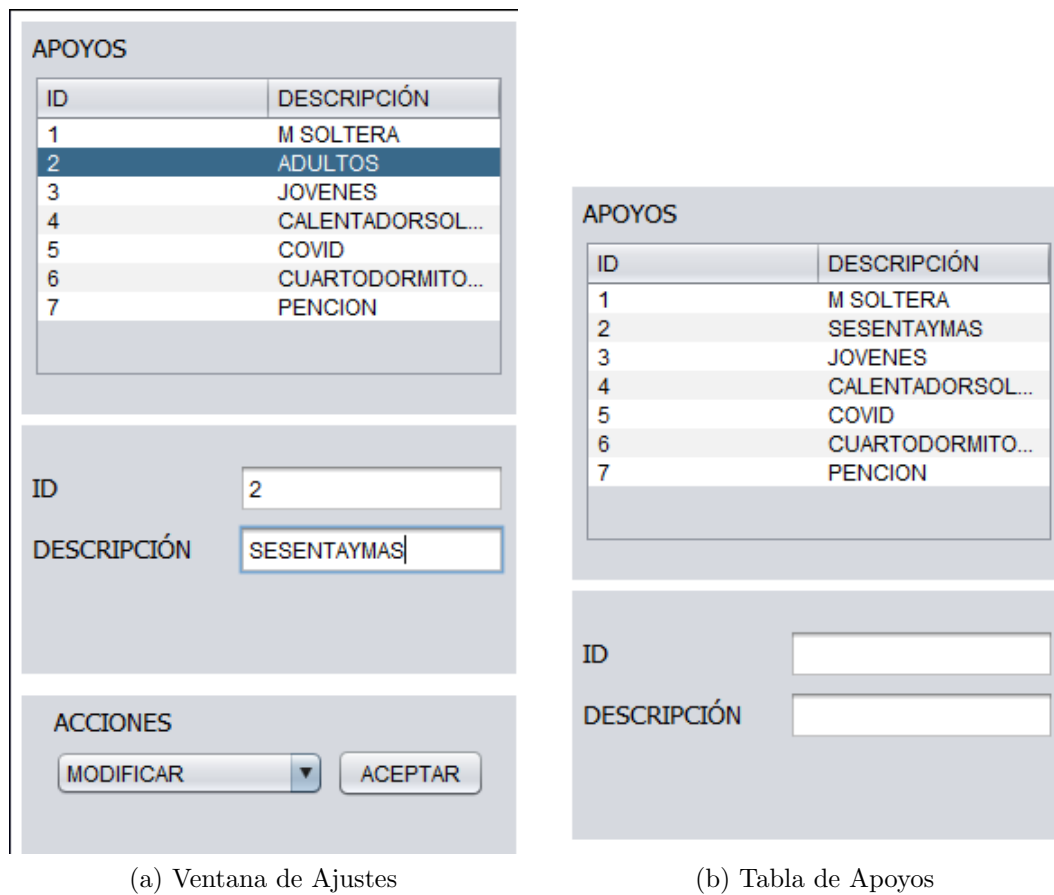 APOYOS
ID DESCRIPCIÓN
1 M SOLTERA
2 ADULTOS
3 JOVENES
4 CALENTADORSOL...
5 COVID
6 CUARTODORMITO...
7 PENCION
ID 2
DESCRIPCIÓN SESENTAYMAS
ACCIONES
MODIFICAR ACEPTAR
(a) Ventana de Ajustes
APOYOS
ID DESCRIPCIÓN
1 M SOLTERA
2 SESENTAYMAS
3 JOVENES
4 CALENTADORSOL...
5 COVID
6 CUARTODORMITO...
7 PENCION
ID
DESCRIPCIÓN
(b) Tabla de Apoyos